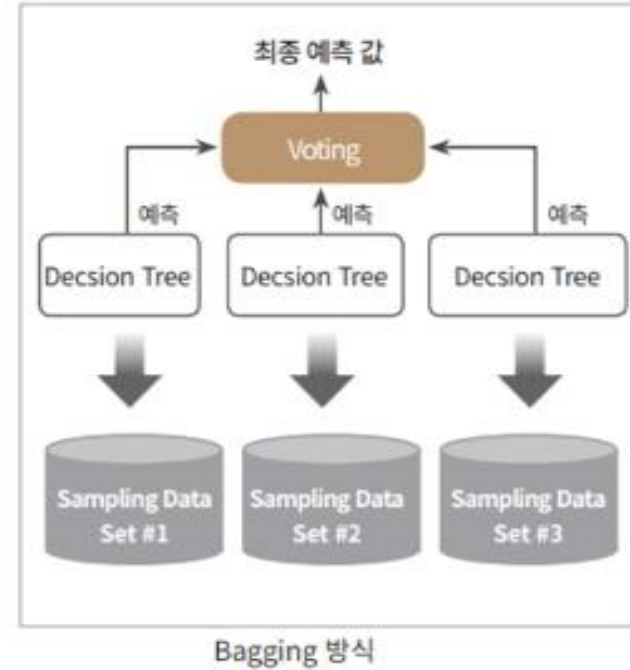 최종 예측 값
Voting
예측
예측
예측
Decsion Tree
Decsion Tree
Decsion Tree
Sampling Data
Set #1
Sampling Data
Set #2
Sampling Data
Set #3
Bagging 방식